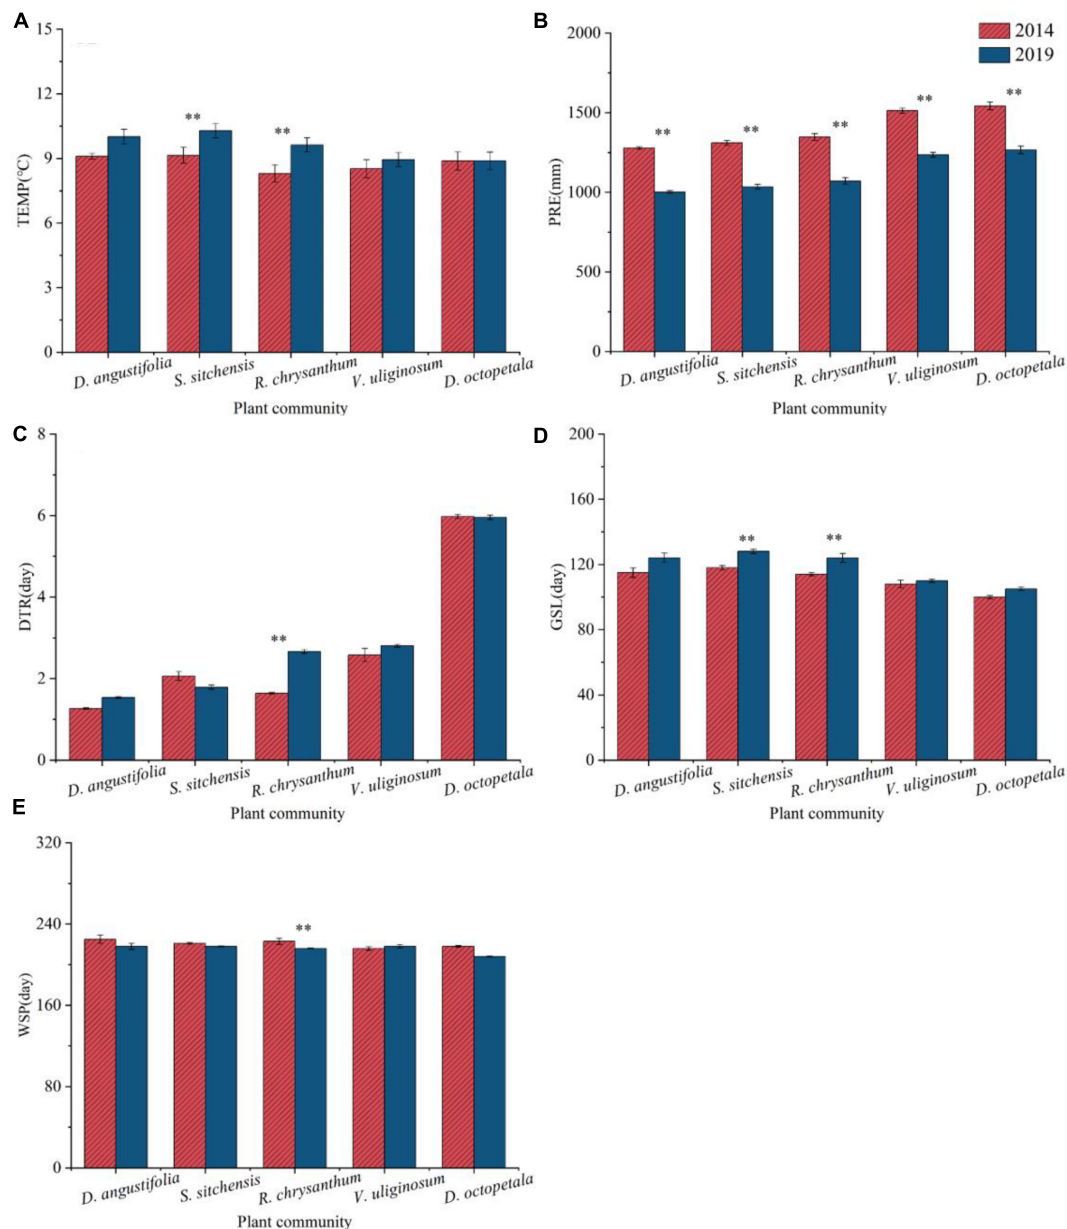 A
15
12
9
6
3
0
TEMP(℃)
**
**
D. angustifolia
S. sitchensis
R. chrysanthum
V. uliginosum
D. octopetala
Plant community
B
2000
1500
1000
500
0
PRE(mm)
2014
2019
**
**
**
**
**
D. angustifolia
S. sitchensis
R. chrysanthum
V. uliginosum
D. octopetala
Plant community
C
8
6
4
2
0
DTR(day)
**
D. angustifolia
S. sitchensis
R. chrysanthum
V. uliginosum
D. octopetala
Plant community
D
200
160
120
80
40
0
GSL(day)
**
**
D. angustifolia
S. sitchensis
R. chrysanthum
V. uliginosum
D. octopetala
Plant community
E
320
240
160
80
0
WSP(day)
**
D. angustifolia
S. sitchensis
R. chrysanthum
V. uliginosum
D. octopetala
Plant community